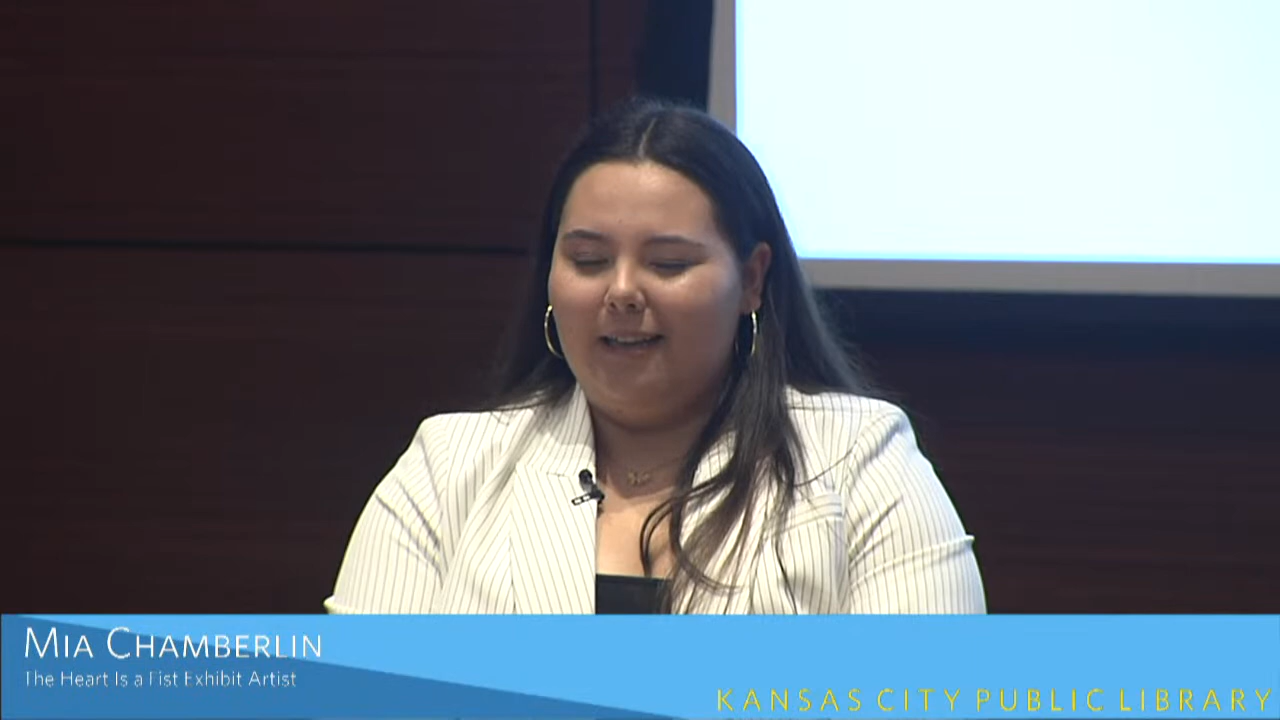 MIA CHAMBERLIN
The Heart Is a Fist Exhibit Artist
KANSAS CITY PUBLIC LIBRARY